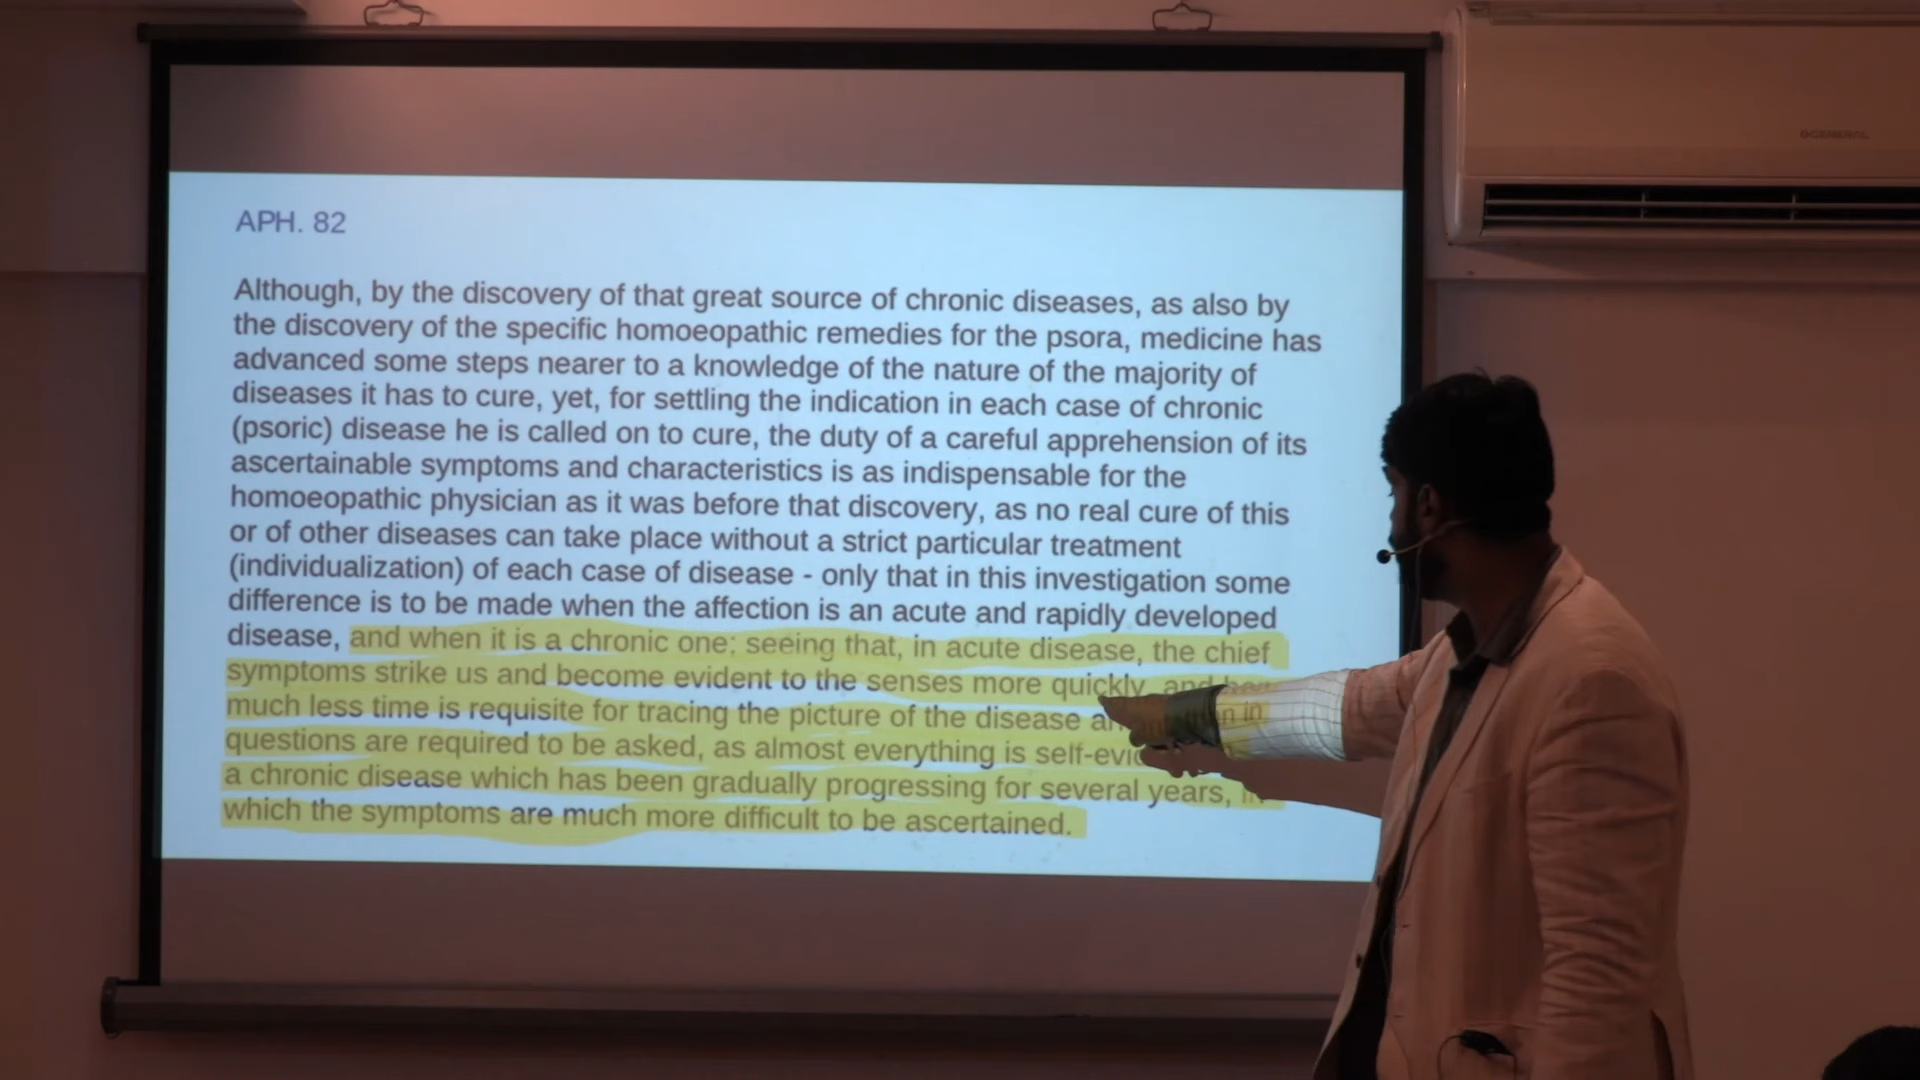 APH. 82
Although, by the discovery of that great source of chronic diseases, as also by
the discovery of the specific homoeopathic remedies for the psora, medicine has
advanced some steps nearer to a knowledge of the nature of the majority of
diseases it has to cure, yet, for settling the indication in each case of chronic
(psoric) disease he is called on to cure, the duty of a careful apprehension of its
ascertainable symptoms and characteristics is as indispensable for the
homoeopathic physician as it was before that discovery, as no real cure of this
or of other diseases can take place without a strict particular treatment
(individualization) of each case of disease - only that in this investigation some
difference is to be made when the affection is an acute and rapidly developed
disease, and when it is a chronic one: seeing that, in acute disease, the chief
symptoms strike us and become evident to the senses more quickly, and
much less time is requisite for tracing the picture of the disease in
questions are required to be asked, as almost everything is
a chronic disease which has been gradually progressing for several years,
which the symptoms are much more difficult to be ascertained.
GENERAL